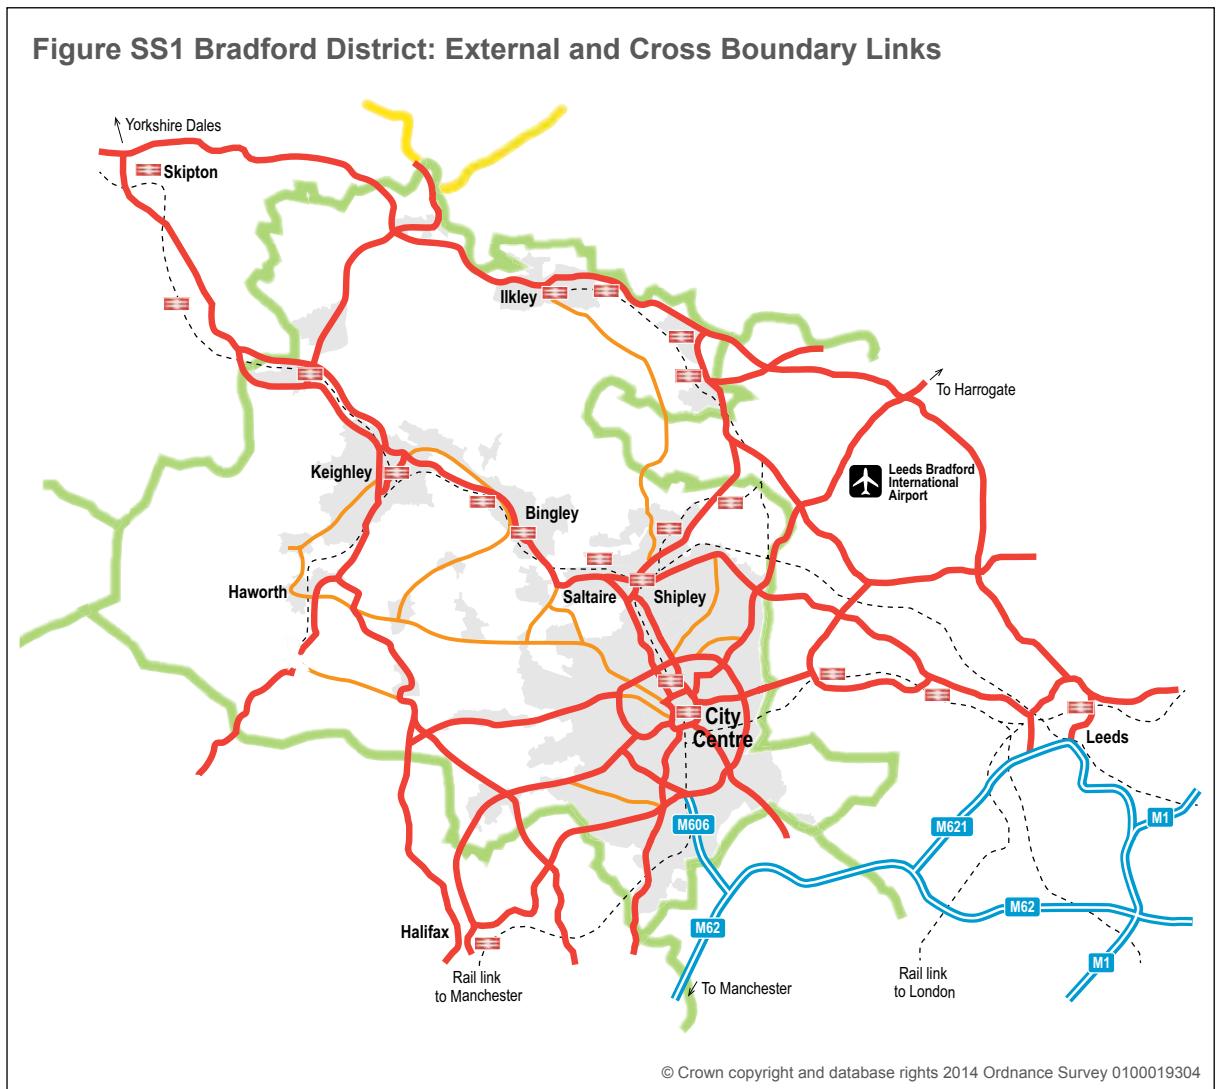 Figure SS1 Bradford District: External and Cross Boundary Links
Yorkshire Dales
Skipton
Ilkley
To Harrogate
Leeds Bradford
International
Airport
Keighley
Bingley
Haworth
Saltaire
Shipley
City
Centre
Leeds
M606
M621
M1
M62
M62
Halifax
M1
Rail link
to Manchester
To Manchester
Rail link
to London
© Crown copyright and database rights 2014 Ordnance Survey 0100019304